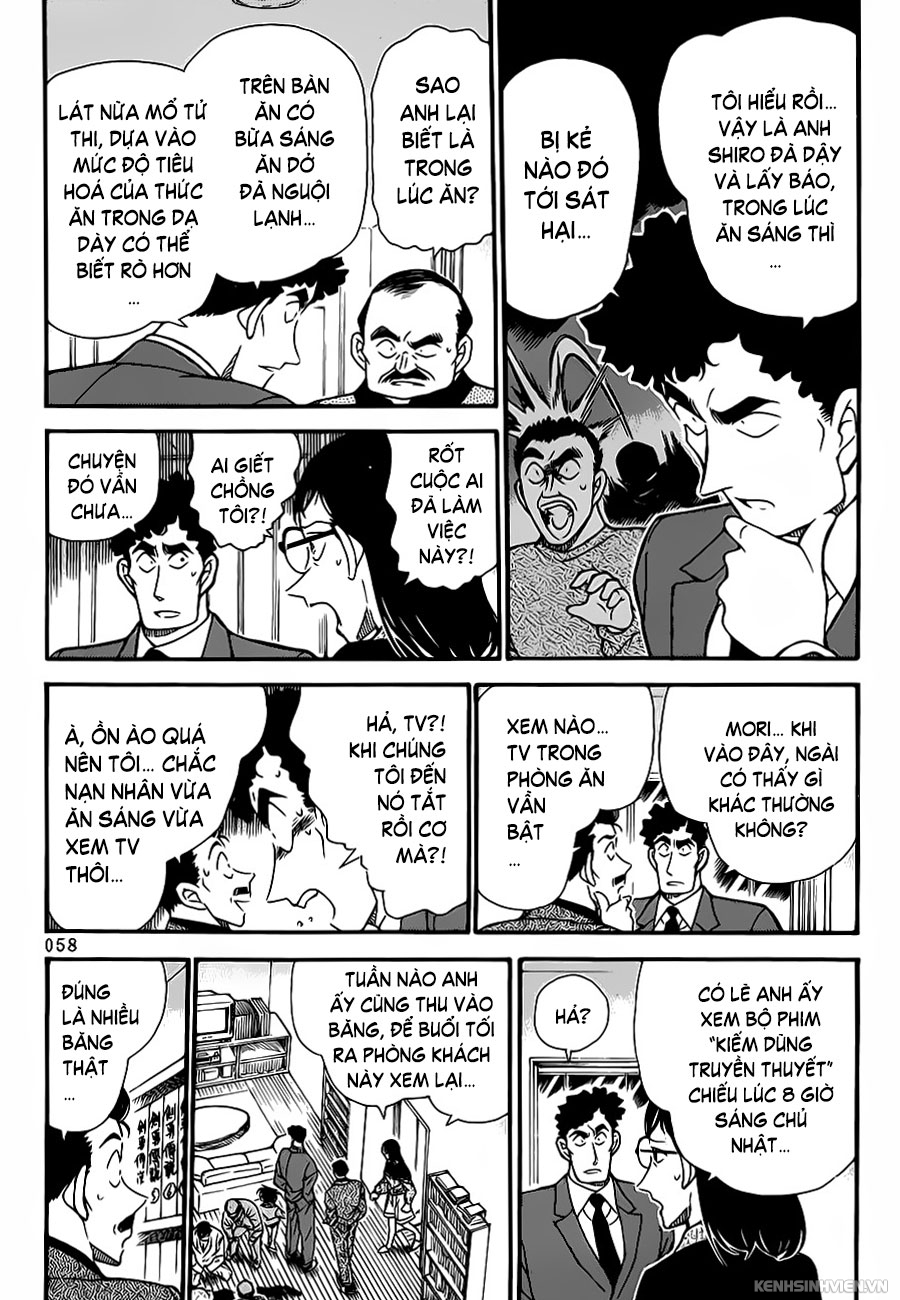 TÔI HIỂU RỒI...
VẬY LÀ ANH
SHIRO ĐÃ DẬY
VÀ LẤY BÁO,
TRONG LÚC
ĂN SÁNG THÌ
...
BỊ KẺ
NÀO ĐÓ
TỚI SÁT
HẠI...
SAO
ANH LẠI
BIẾT LÀ
TRONG
LÚC ĂN?
TRÊN BÀN
ĂN CÓ
BỮA SÁNG
ĂN DỞ
ĐÃ NGUỘI
LẠNH...
LÁT NỮA MỔ TỬ
THI, DỰA VÀO
MỨC ĐỘ TIÊU
HOÁ CỦA THỨC
ĂN TRONG DẠ
DÀY CÓ THỂ
BIẾT RÕ HƠN
...
RỐT
CUỘC AI
ĐÃ LÀM
VIỆC
NÀY?!
AI GIẾT
CHỒNG
TÔI?!
CHUYỆN
ĐÓ VẪN
CHƯA...
MORI... KHI
VÀO ĐÂY, NGÀI
CÓ THẤY GÌ
KHÁC THƯỜNG
KHÔNG?
XEM NÀO...
TV TRONG
PHÒNG ĂN
VẪN
BẬT
...
HẢ, TV?!
KHI CHÚNG
TÔI ĐẾN
NÓ TẮT
RỒI CƠ
MÀ?!
À, ỒN ÀO QUÁ
NÊN TÔI... CHẮC
NẠN NHÂN VỪA
ĂN SÁNG VỪA
XEM TV
THÔI...
058
CÓ LẼ ANH ẤY
XEM BỘ PHIM
“KIẾM DŨNG
TRUYỀN THUYẾT”
CHIẾU LÚC 8 GIỜ
SÁNG CHỦ
NHẬT...
HẢ?
TUẦN NÀO ANH
ẤY CŨNG THU VÀO
BĂNG, ĐỂ BUỔI TỐI
RA PHÒNG KHÁCH
NÀY XEM LẠI...
ĐÚNG
LÀ NHIỀU
BĂNG
THẬT
...
KENHSINHVIEN.VN